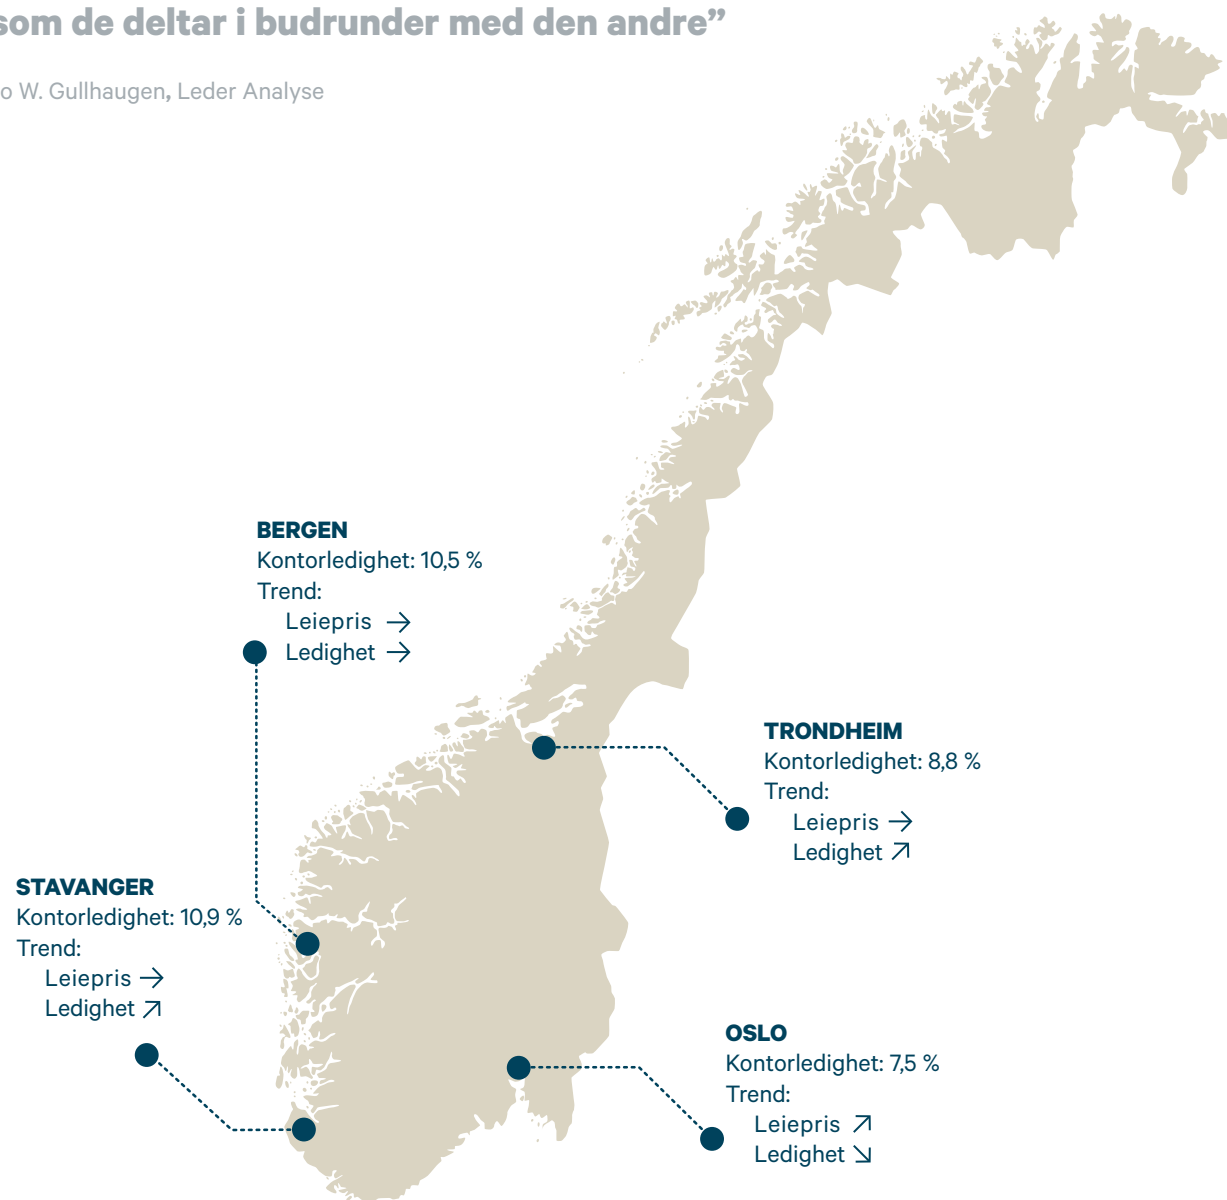 som de deltar i budrunder med den andre”
o W. Gullhaugen, Leder Analyse
BERGEN
Kontorledighet: 10,5 %
Trend:
Leiepris →
Ledighet →
TRONDHEIM
Kontorledighet: 8,8 %
Trend:
Leiepris →
Ledighet ↗
STAVANGER
Kontorledighet: 10,9 %
Trend:
Leiepris →
Ledighet ↗
OSLO
Kontorledighet: 7,5 %
Trend:
Leiepris ↗
Ledighet ↘